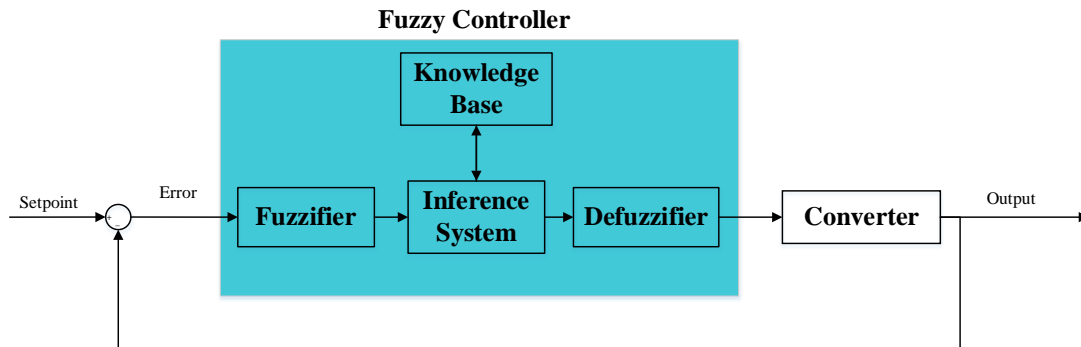 Fuzzy Controller
Knowledge
Base
Setpoint
+
−
Error
Fuzzifier
Inference
System
Defuzzifier
Converter
Output